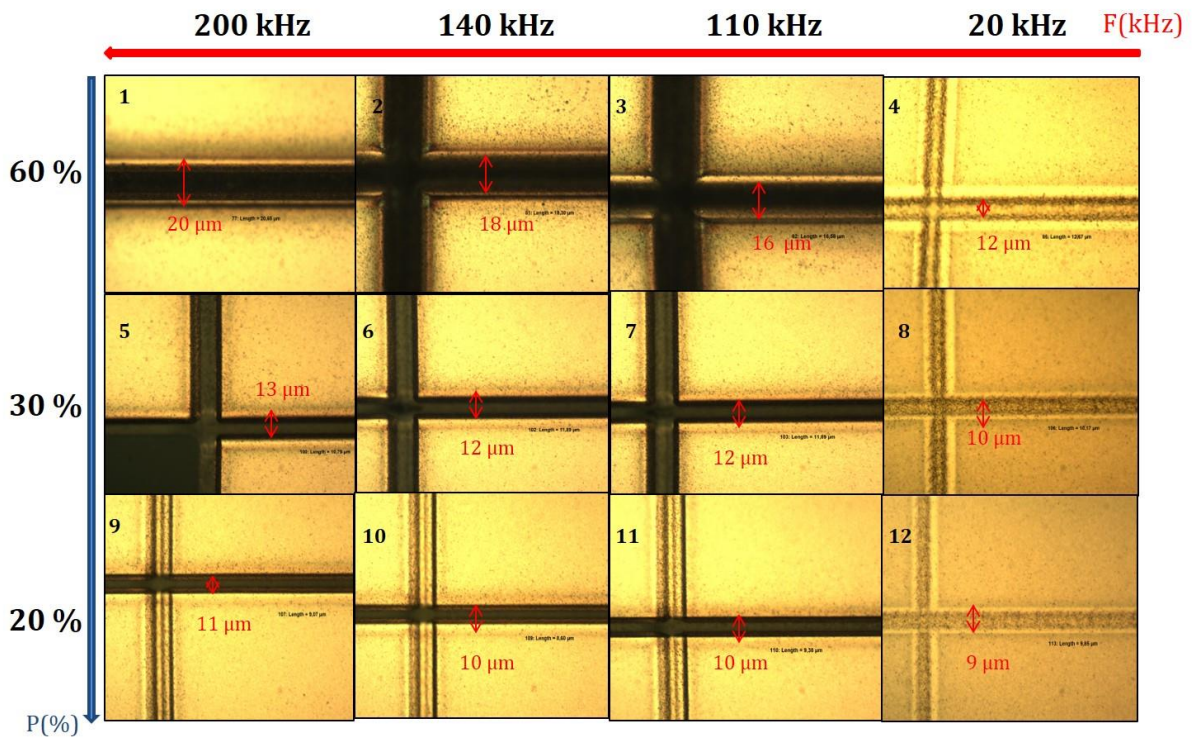 200 kHz 140 kHz 110 kHz 20 kHz F(kHz)
60 %
1
20 µm
2
18 µm
3
16 µm
4
12 µm
30 %
5
13 µm
6
12 µm
7
12 µm
8
10 µm
20 %
9
11 µm
10
10 µm
11
10 µm
12
9 µm
P(%)